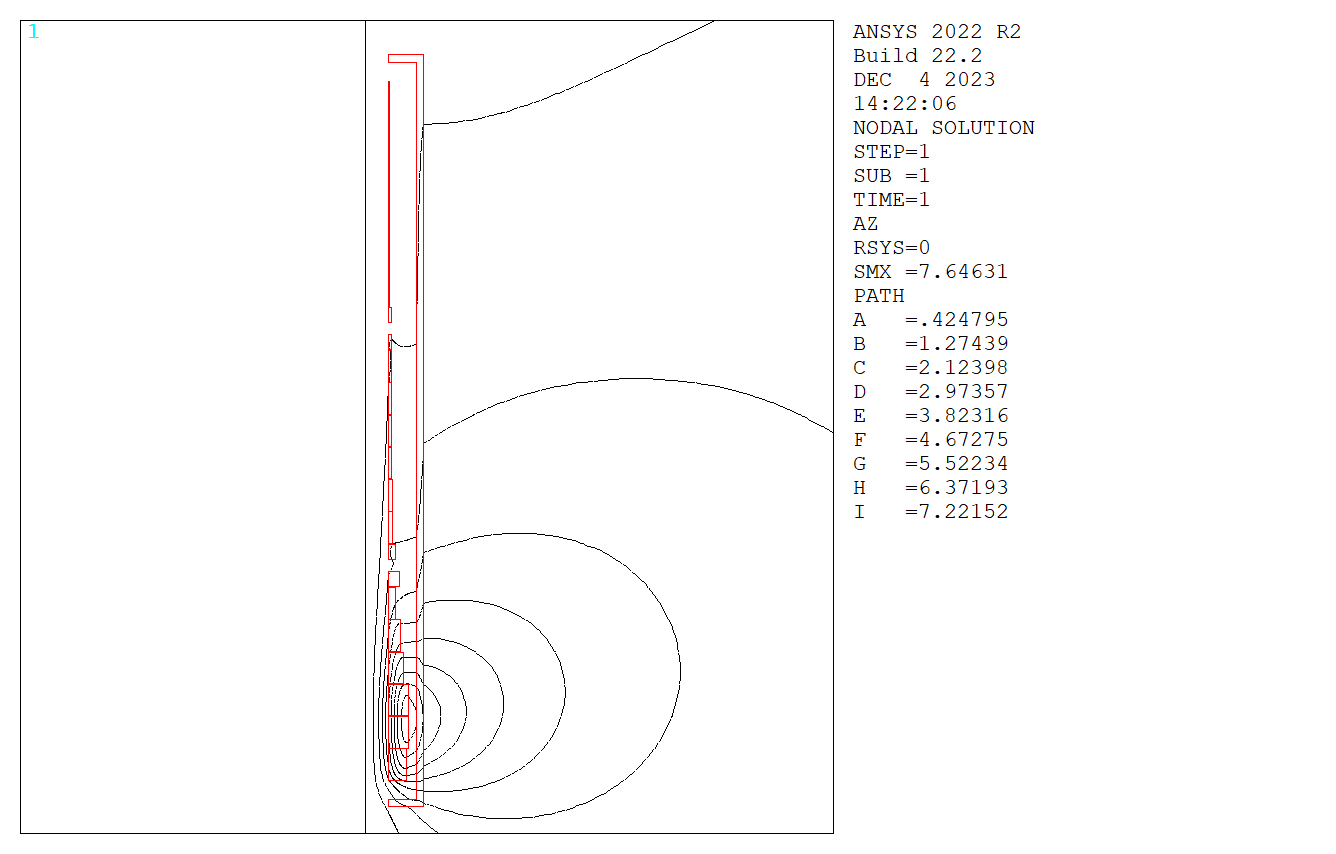 1
ANSYS 2022 R2
Build 22.2
DEC  4 2023
14:22:06
NODAL SOLUTION
STEP=1
SUB =1
TIME=1
AZ
RSYS=0
SMX =7.64631
PATH
A   =.424795
B   =1.27439
C   =2.12398
D   =2.97357
E   =3.82316
F   =4.67275
G   =5.52234
H   =6.37193
I   =7.22152